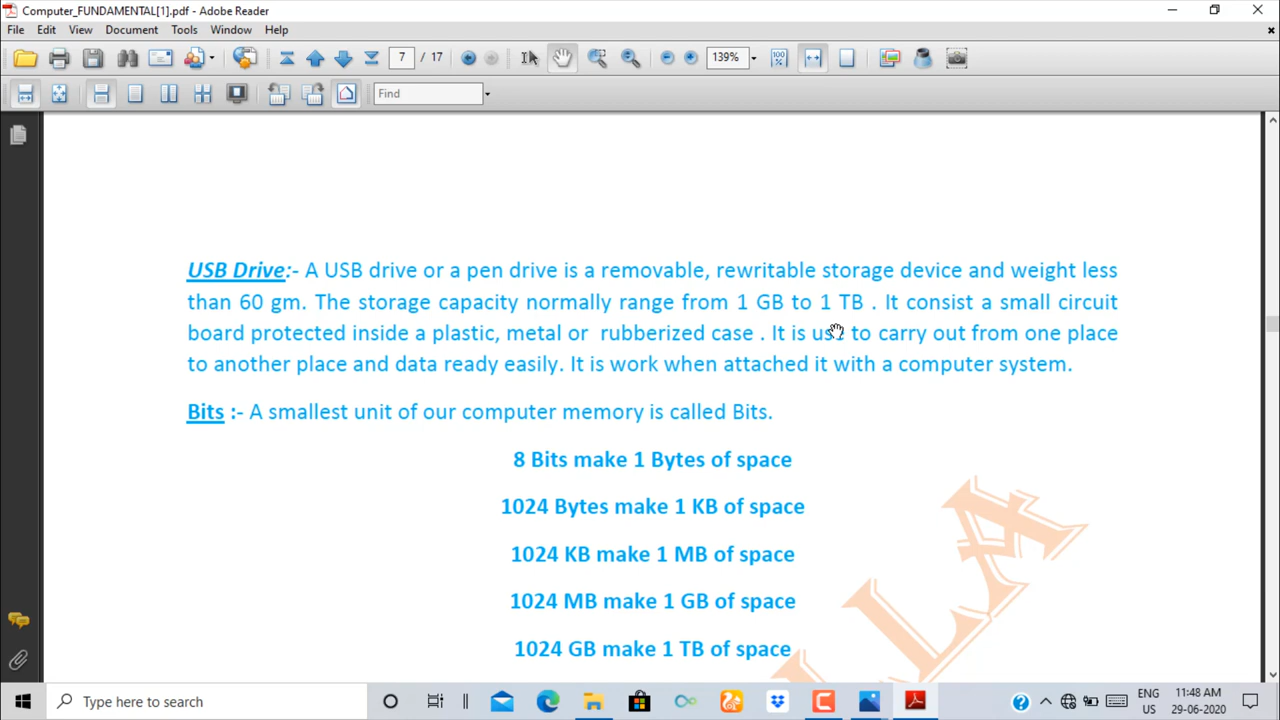 Computer_FUNDAMENTAL[1].pdf - Adobe Reader
File Edit View Document Tools Window Help
7 / 17 139%
Find
USB Drive:- A USB drive or a pen drive is a removable, rewritable storage device and weight less
than 60 gm. The storage capacity normally range from 1 GB to 1 TB . It consist a small circuit
board protected inside a plastic, metal or rubberized case . It is use to carry out from one place
to another place and data ready easily. It is work when attached it with a computer system.
Bits :- A smallest unit of our computer memory is called Bits.
8 Bits make 1 Bytes of space
1024 Bytes make 1 KB of space
1024 KB make 1 MB of space
1024 MB make 1 GB of space
1024 GB make 1 TB of space
Type here to search
ENG 11:48 AM
US 29-06-2020